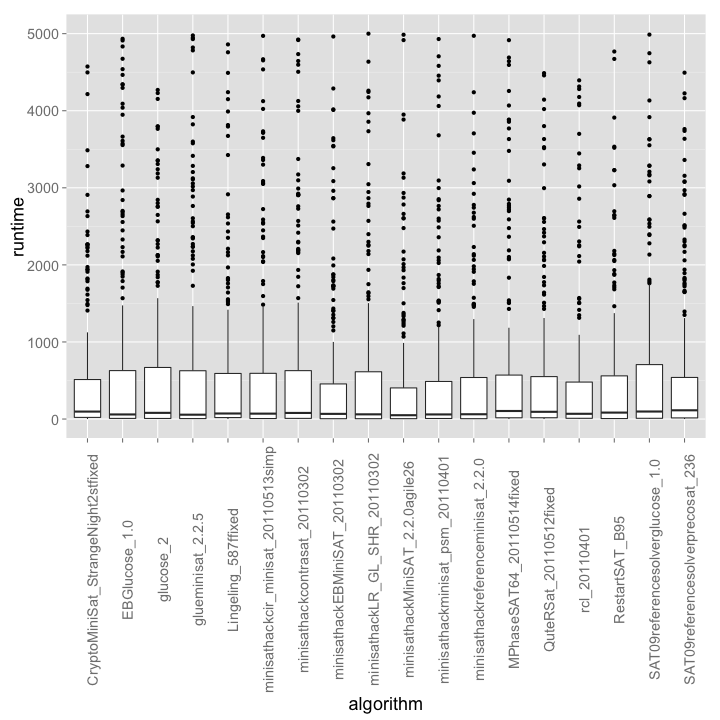 runtime
5000
4000
3000
2000
1000
0
CryptoMiniSat_StrangeNight2stfixed
EBGlucose_1.0
glucose_2
glueminisat_2.2.5
Lingeling_587ffixed
minisathackcir_minisat_20110513simp
minisathackcontrasat_20110302
minisathackEBMiniSAT_20110302
minisathackLR_GL_SHR_20110302
minisathackMiniSAT_2.2.0agile26
minisathackminisat_psm_20110401
minisathackreferenceminisat_2.2.0
MPhaseSAT64_20110514fixed
QuteRSat_20110512fixed
rcl_20110401
RestartSAT_B95
SAT09referencesolverglucose_1.0
SAT09referencesolverprecosat_236
algorithm